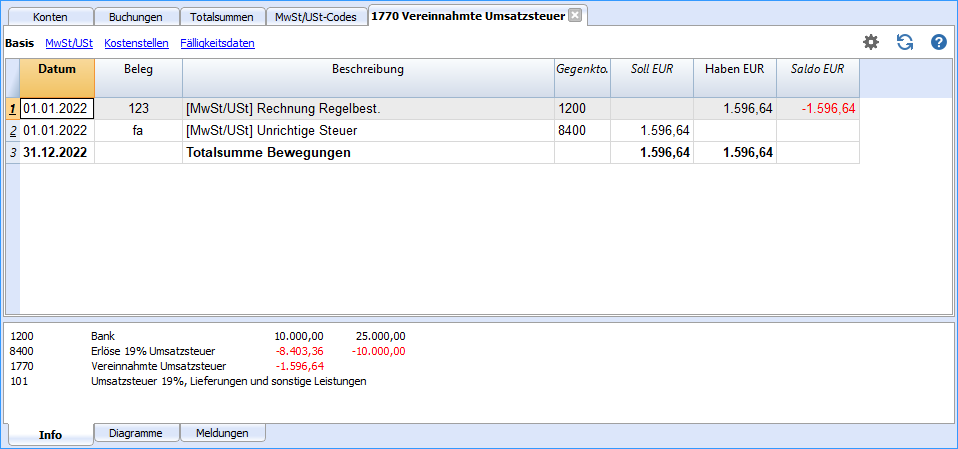 Konten Buchungen Totalsummen MwSt/USt-Codes 1770 Vereinnahmte Umsatzsteuer
Basis MwSt/USt Kostenstellen Fälligkeitsdaten
Datum Beleg Beschreibung Gegenkto. Soll EUR Haben EUR Saldo EUR
1 01.01.2022 123 [MwSt/USt] Rechnung Regelbest. 1200 1.596,64 -1.596,64
2 01.01.2022 fa [MwSt/USt] Unrichtige Steuer 8400 1.596,64
3 31.12.2022 Totalsumme Bewegungen 1.596,64 1.596,64
1200 Bank 10.000,00 25.000,00
8400 Erlöse 19% Umsatzsteuer -8.403,36 -10.000,00
1770 Vereinnahmte Umsatzsteuer -1.596,64
101 Umsatzsteuer 19%, Lieferungen und sonstige Leistungen
Info Diagramme Meldungen